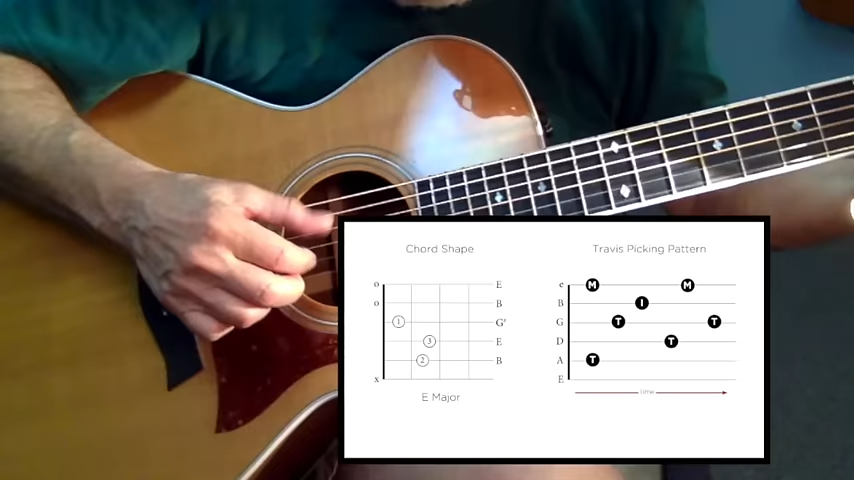 Chord Shape
o E
o B
1 G#
3 E
2 B
x
E Major
Travis Picking Pattern
e M M
B I
G T T
D T
A T
E
time